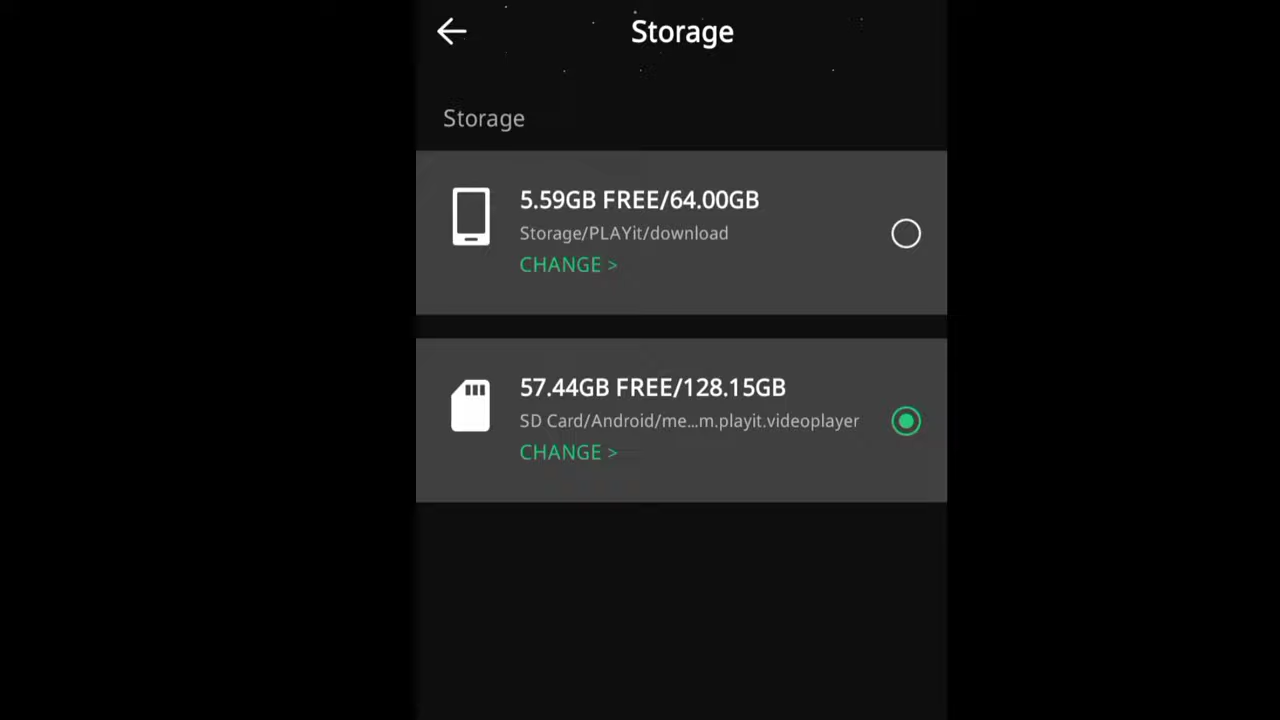 Storage
Storage
5.59GB FREE/64.00GB
Storage/PLAYit/download
CHANGE >
57.44GB FREE/128.15GB
SD Card/Android/me...m.playit.videoplayer
CHANGE >